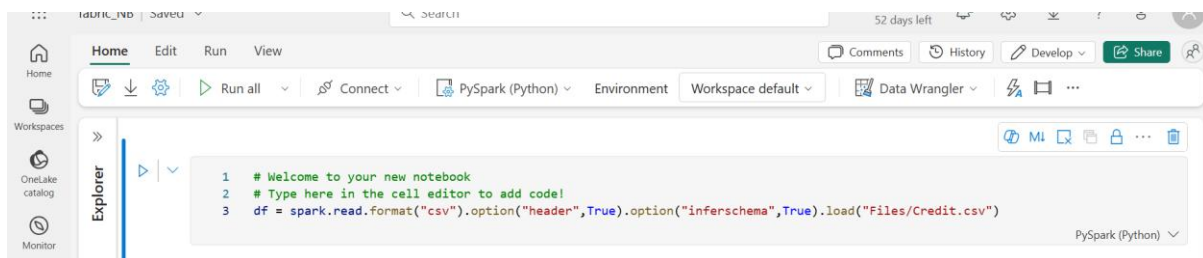 fabric_NB | Saved
Search
52 days left
?
Home Edit Run View
Comments History Develop Share
Run all Connect PySpark (Python) Environment Workspace default Data Wrangler ...
Home
Workspaces
OneLake
catalog
Monitor
Explorer
M↓ ...
1 # Welcome to your new notebook
2 # Type here in the cell editor to add code!
3 df = spark.read.format("csv").option("header",True).option("inferschema",True).load("Files/Credit.csv")
PySpark (Python)